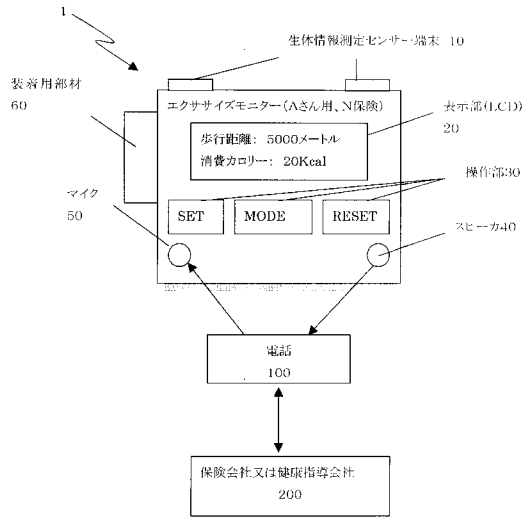 1
生体情報測定センサー端末 10
装着用部材
60
エクササイズモニター(Aさん用、N保険)
表示部(LCD)
20
歩行距離: 5000メートル
消費カロリー: 20Kcal
操作部30
マイク
50
SET
MODE
RESET
スピーカ40
電話
100
保険会社又は健康指導会社
200